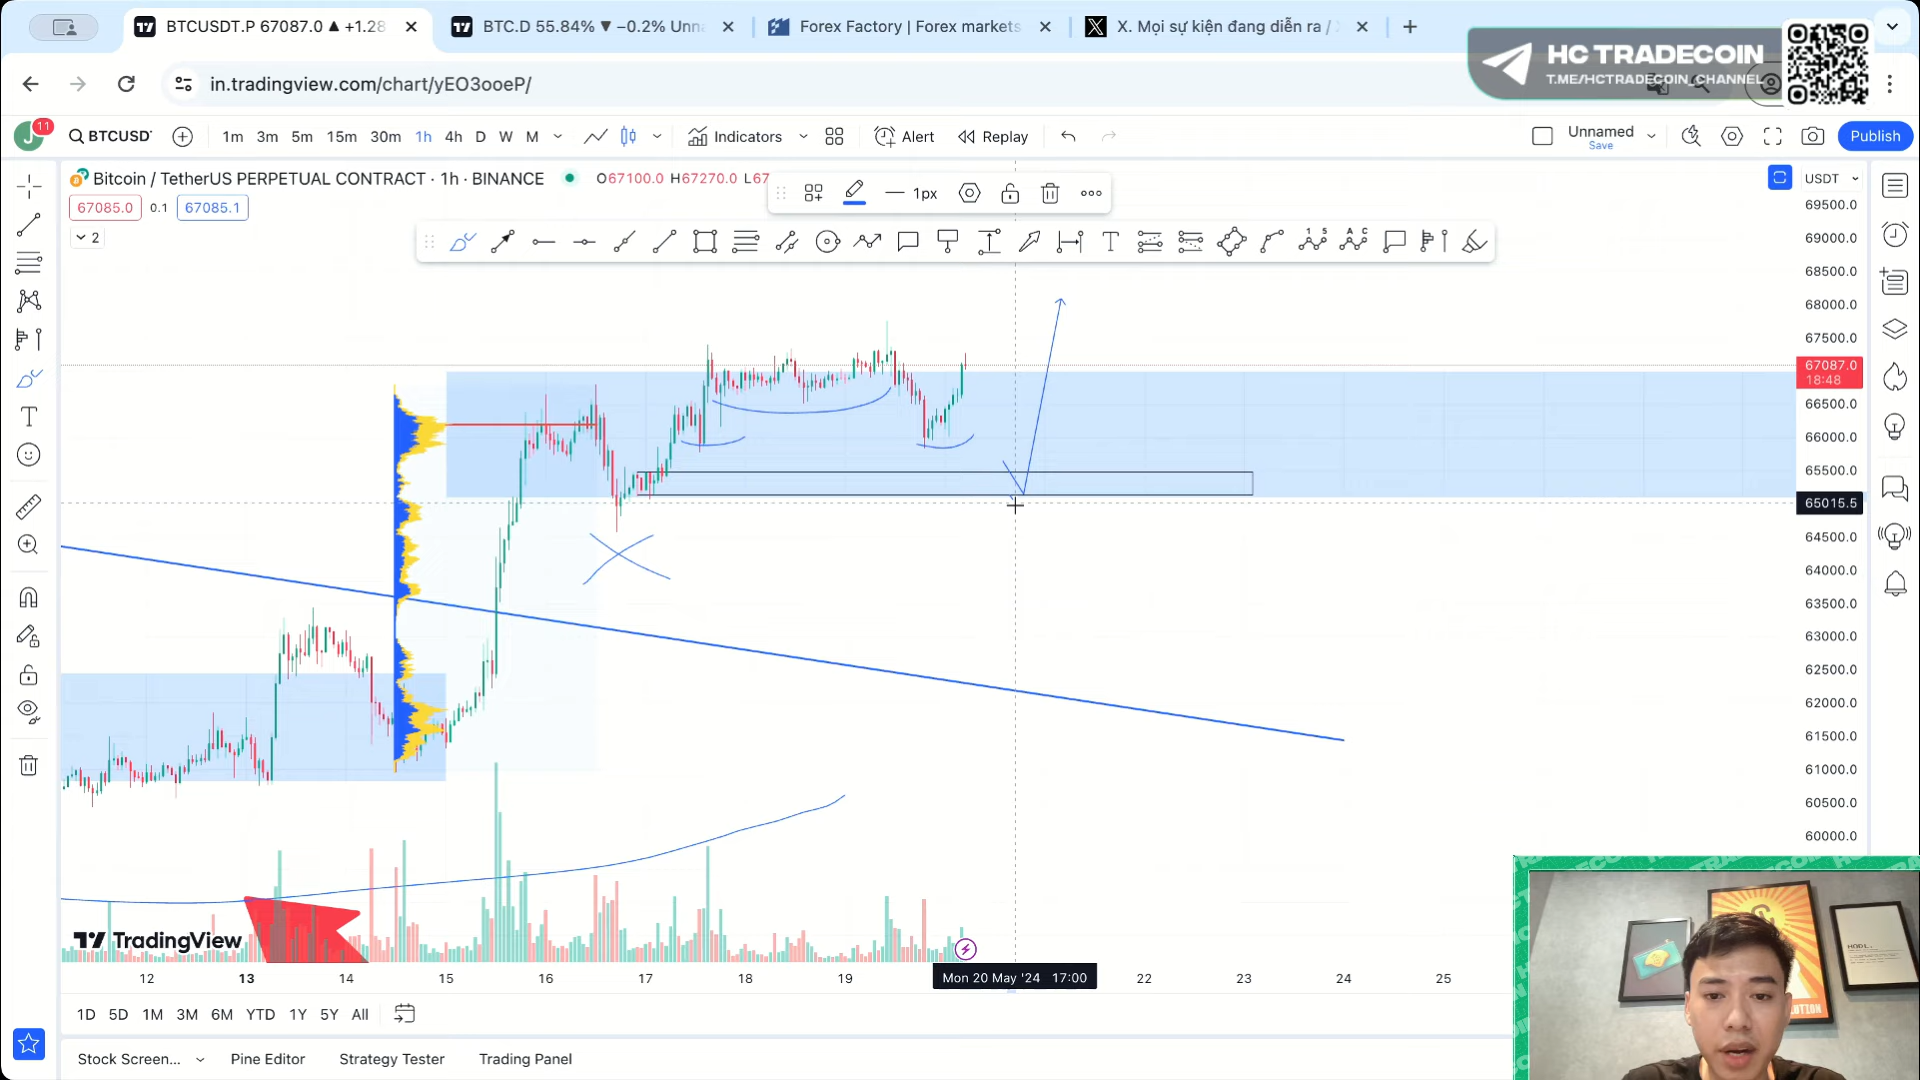 BTCUSDT.P 67087.0 ▲ +1.28
BTC.D 55.84% ▼ −0.2% Unna
Forex Factory | Forex markets
X. Mọi sự kiện đang diễn ra /
HC TRADECOIN
T.ME/HCTRADECOIN_CHANNEL
in.tradingview.com/chart/yEO3ooeP/
J
11
BTCUSD
1m 3m 5m 15m 30m 1h 4h D W M
Indicators
Alert
Replay
Unnamed
Save
Publish
Bitcoin / TetherUS PERPETUAL CONTRACT · 1h · BINANCE
O67100.0 H67270.0 L67
1px
USDT
67085.0 0.1 67085.1
2
69500.0
69000.0
68500.0
68000.0
67500.0
67087.0
18:48
66500.0
66000.0
65500.0
65015.5
64500.0
64000.0
63500.0
63000.0
62500.0
62000.0
61500.0
61000.0
60500.0
60000.0
TradingView
12 13 14 15 16 17 18 19 Mon 20 May '24 17:00 22 23 24 25
1D 5D 1M 3M 6M YTD 1Y 5Y All
Stock Screen... Pine Editor Strategy Tester Trading Panel
HODL.